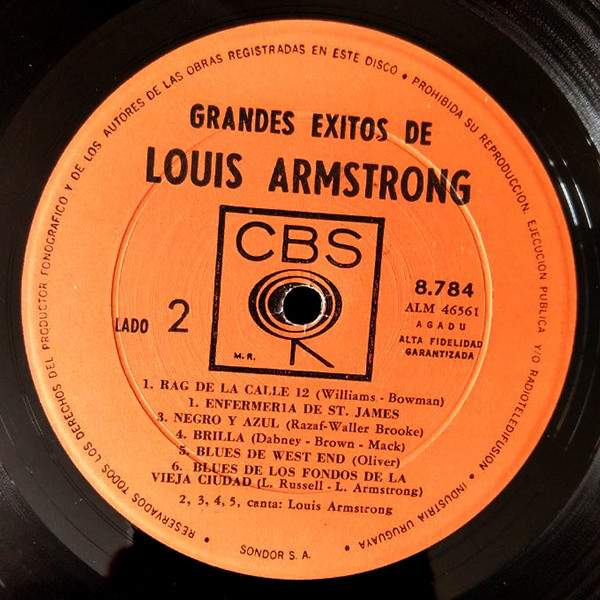 RESERVADOS TODOS LOS DERECHOS DEL PRODUCTOR FONOGRAFICO Y DE LOS AUTORES DE LAS OBRAS REGISTRADAS EN ESTE DISCO • PROHIBIDA SU REPRODUCCION, EJECUCION PUBLICA Y/O RADIOTELEDIFUSION • INDUSTRIA URUGUAYA •
GRANDES EXITOS DE
LOUIS ARMSTRONG
CBS
M. R.
LADO 2
8.784
ALM 46561
AGADU
ALTA FIDELIDAD
GARANTIZADA
1. RAG DE LA CALLE 12 (Williams - Bowman)
1. ENFERMERIA DE ST. JAMES
3. NEGRO Y AZUL (Razaf-Waller Brooke)
4. BRILLA (Dabney - Brown - Mack)
5. BLUES DE WEST END (Oliver)
6. BLUES DE LOS FONDOS DE LA
VIEJA CIUDAD (L. Russell - L. Armstrong)
2, 3, 4, 5, canta: Louis Armstrong
SONDOR S. A.